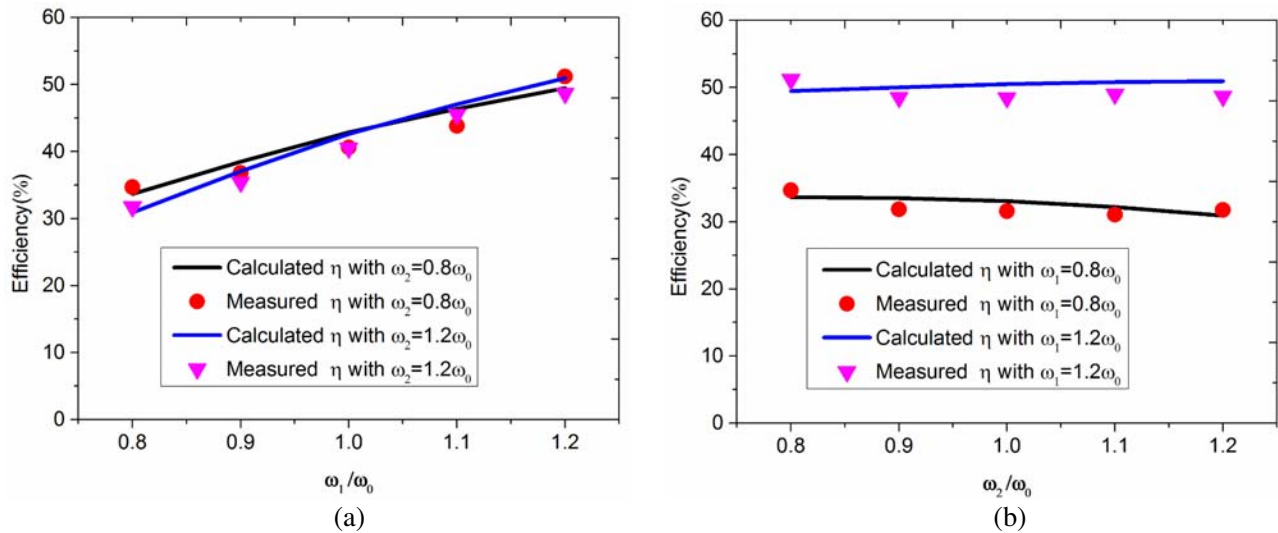 60
50
40
30
20
10
0
Efficiency(%)
Calculated η with ω₂=0.8ω₀
Measured η with ω₂=0.8ω₀
Calculated η with ω₂=1.2ω₀
Measured η with ω₂=1.2ω₀
0.8 0.9 1.0 1.1 1.2
ω₁/ω₀
(a)
60
50
40
30
20
10
0
Efficiency(%)
Calculated η with ω₁=0.8ω₀
Measured η with ω₁=0.8ω₀
Calculated η with ω₁=1.2ω₀
Measured η with ω₁=1.2ω₀
0.8 0.9 1.0 1.1 1.2
ω₂/ω₀
(b)